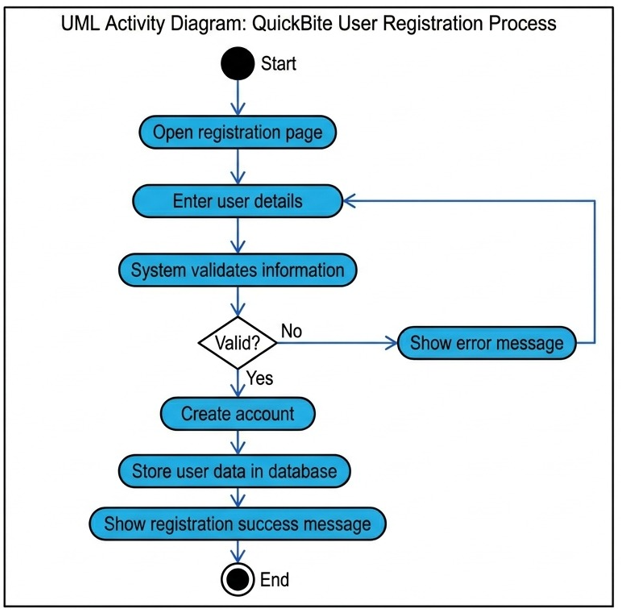 UML Activity Diagram: QuickBite User Registration Process
Start
Open registration page
Enter user details
System validates information
Valid?
No
Show error message
Yes
Create account
Store user data in database
Show registration success message
End